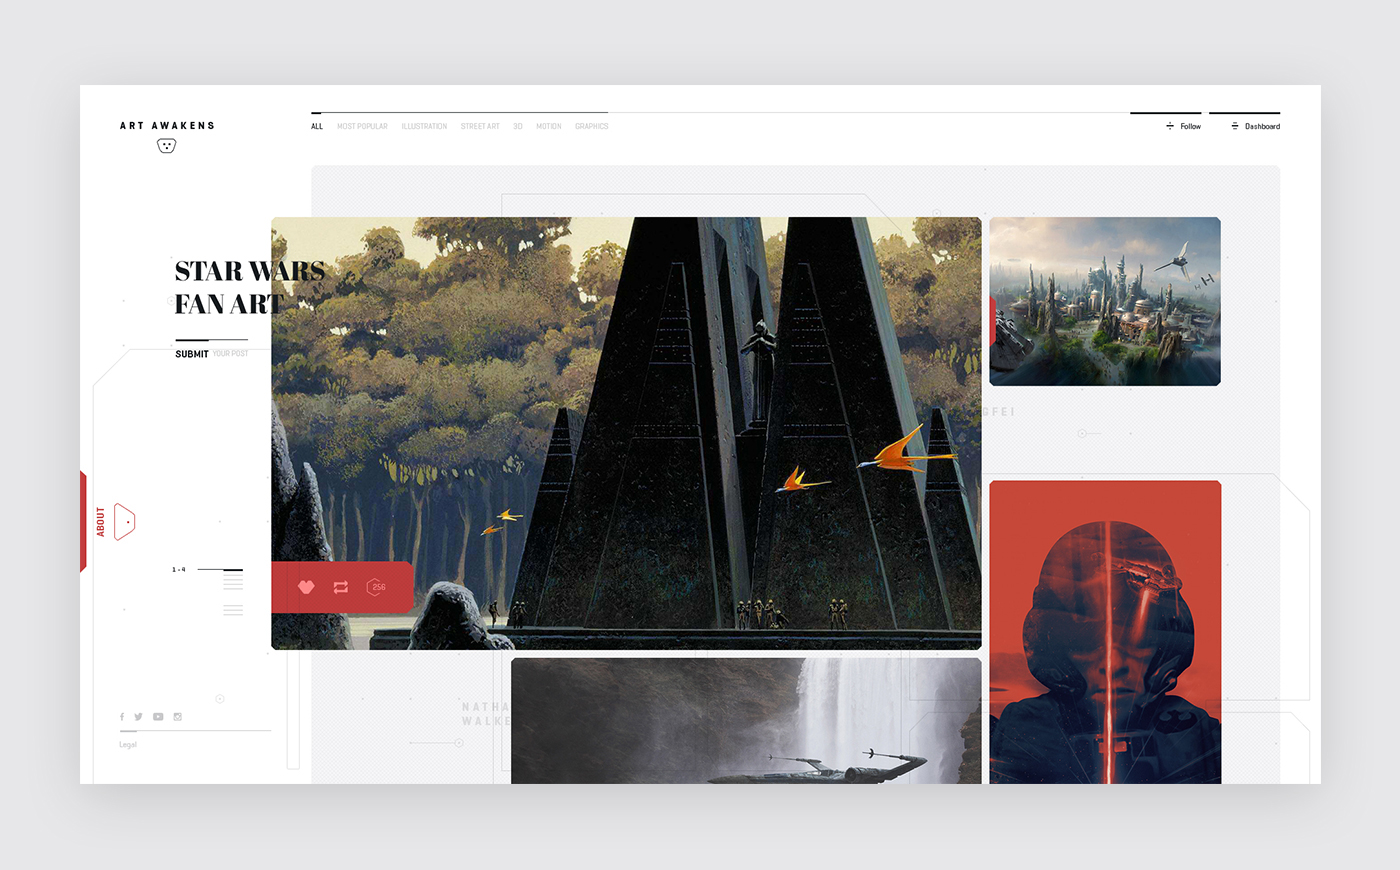 ART AWAKENS
ALL MOST POPULAR ILLUSTRATION STREET ART 3D MOTION GRAPHICS
Follow Dashboard
STAR WARS
FAN ART
SUBMIT YOUR POST
GFEI
ABOUT
1 - 4
256
NATHA
WALKE
Legal